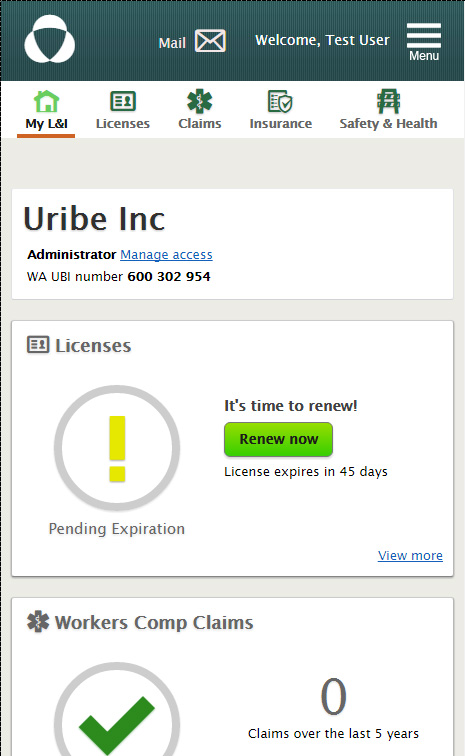 Mail
Welcome, Test User
Menu
My L&I
Licenses
Claims
Insurance
Safety & Health
Uribe Inc
Administrator Manage access
WA UBI number 600 302 954
Licenses
It's time to renew!
Renew now
License expires in 45 days
Pending Expiration
View more
Workers Comp Claims
0
Claims over the last 5 years